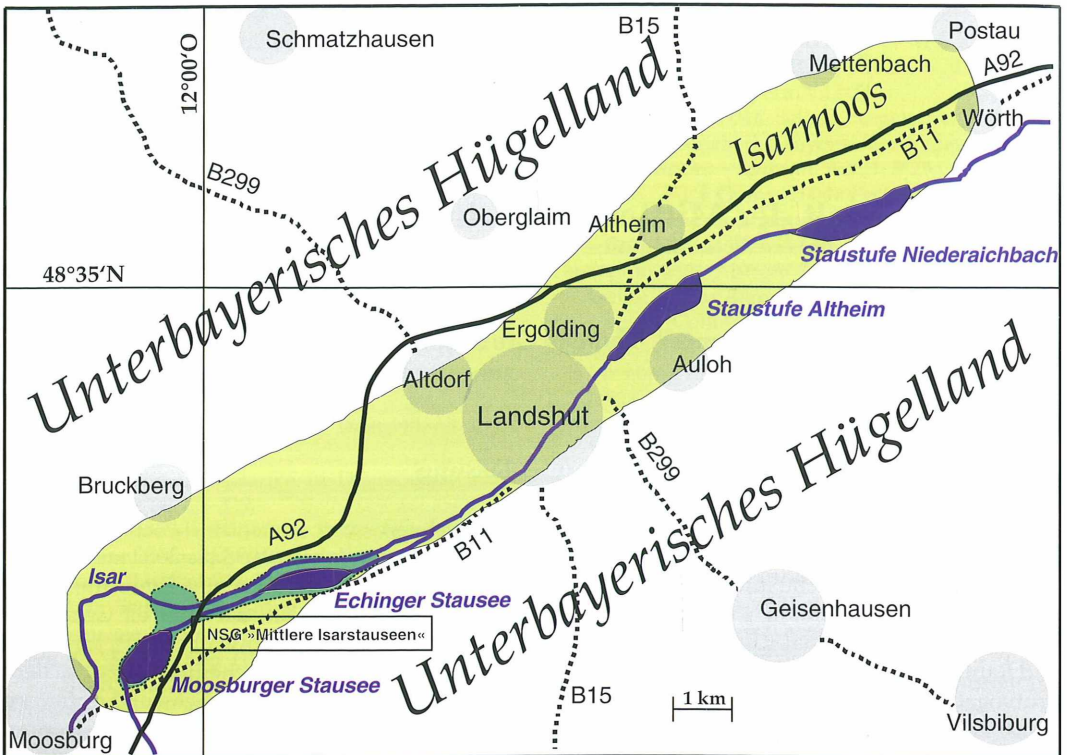 Schmatzhausen
B15
Postau
12°00‘O
Mettenbach
A92
Isarmoos
Wörth
B11
B299
Unterbayerisches Hügelland
Oberglaim
Altheim
Staustufe Niederaichbach
48°35‘N
Staustufe Altheim
Ergolding
Auloh
Altdorf
Landshut
B299
Bruckberg
A92
B11
Unterbayerisches Hügelland
Isar
Echinger Stausee
Geisenhausen
NSG »Mittlere Isarstauseen«
Moosburger Stausee
B15
1 km
Moosburg
Vilsbiburg